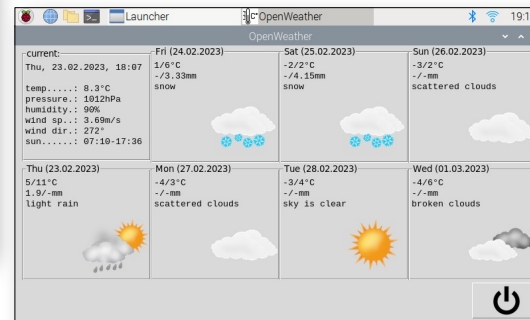 Launcher
OpenWeather
OpenWeather
current:
Thu, 23.02.2023, 18:07
temp.....: 8.3°C
pressure.: 1012hPa
humidity.: 90%
wind sp..: 3.69m/s
wind dir.: 272°
sun......: 07:10-17:36
Fri (24.02.2023)
1/6°C
-/3.33mm
snow
Sat (25.02.2023)
-2/2°C
-/4.15mm
snow
Sun (26.02.2023)
-3/2°C
-/-mm
scattered clouds
Thu (23.02.2023)
5/11°C
1.9/-mm
light rain
Mon (27.02.2023)
-4/3°C
-/-mm
scattered clouds
Tue (28.02.2023)
-3/4°C
-/-mm
sky is clear
Wed (01.03.2023)
-4/6°C
-/-mm
broken clouds